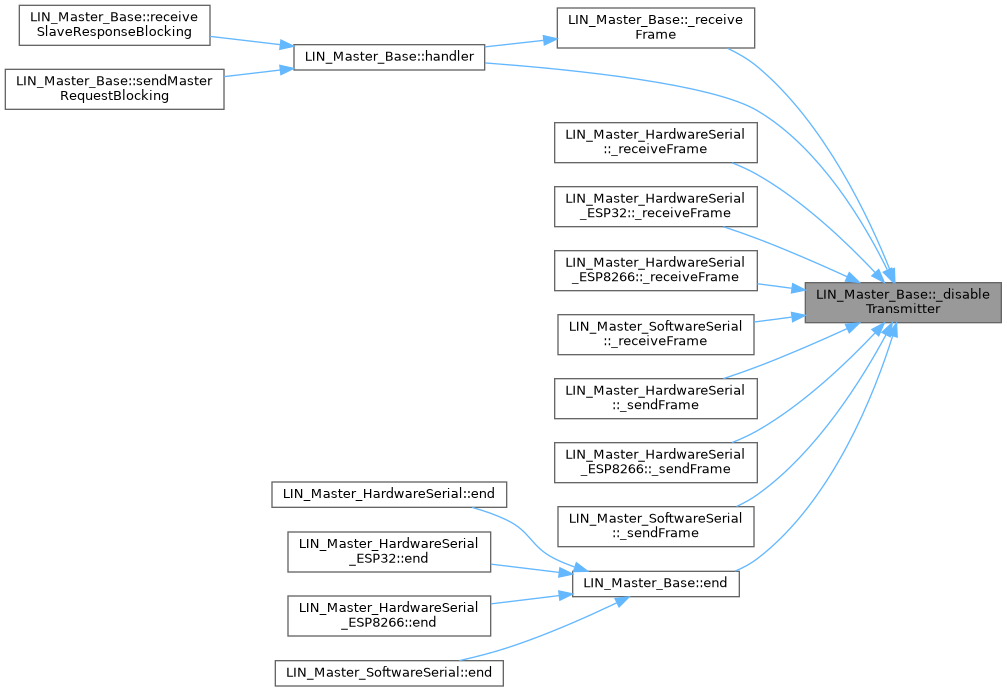 LIN_Master_Base::receive
SlaveResponseBlocking
LIN_Master_Base::sendMaster
RequestBlocking
LIN_Master_Base::handler
LIN_Master_Base::_receive
Frame
LIN_Master_HardwareSerial
::_receiveFrame
LIN_Master_HardwareSerial
_ESP32::_receiveFrame
LIN_Master_HardwareSerial
_ESP8266::_receiveFrame
LIN_Master_SoftwareSerial
::_receiveFrame
LIN_Master_HardwareSerial
::_sendFrame
LIN_Master_HardwareSerial
_ESP8266::_sendFrame
LIN_Master_SoftwareSerial
::_sendFrame
LIN_Master_Base::_disable
Transmitter
LIN_Master_HardwareSerial::end
LIN_Master_HardwareSerial
_ESP32::end
LIN_Master_HardwareSerial
_ESP8266::end
LIN_Master_SoftwareSerial::end
LIN_Master_Base::end